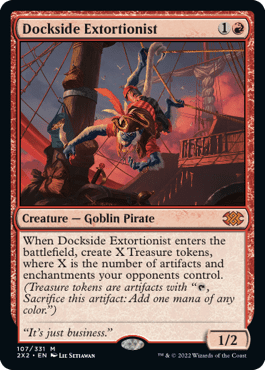 Dockside Extortionist 1
Creature — Goblin Pirate
When Dockside Extortionist enters the
battlefield, create X Treasure tokens,
where X is the number of artifacts and
enchantments your opponents control.
(Treasure tokens are artifacts with “,
Sacrifice this artifact: Add one mana of any
color.”)
“It’s just business.”
1/2
107/331 M
2X2 • EN Lie Setiawan
™ & © 2022 Wizards of the Coast